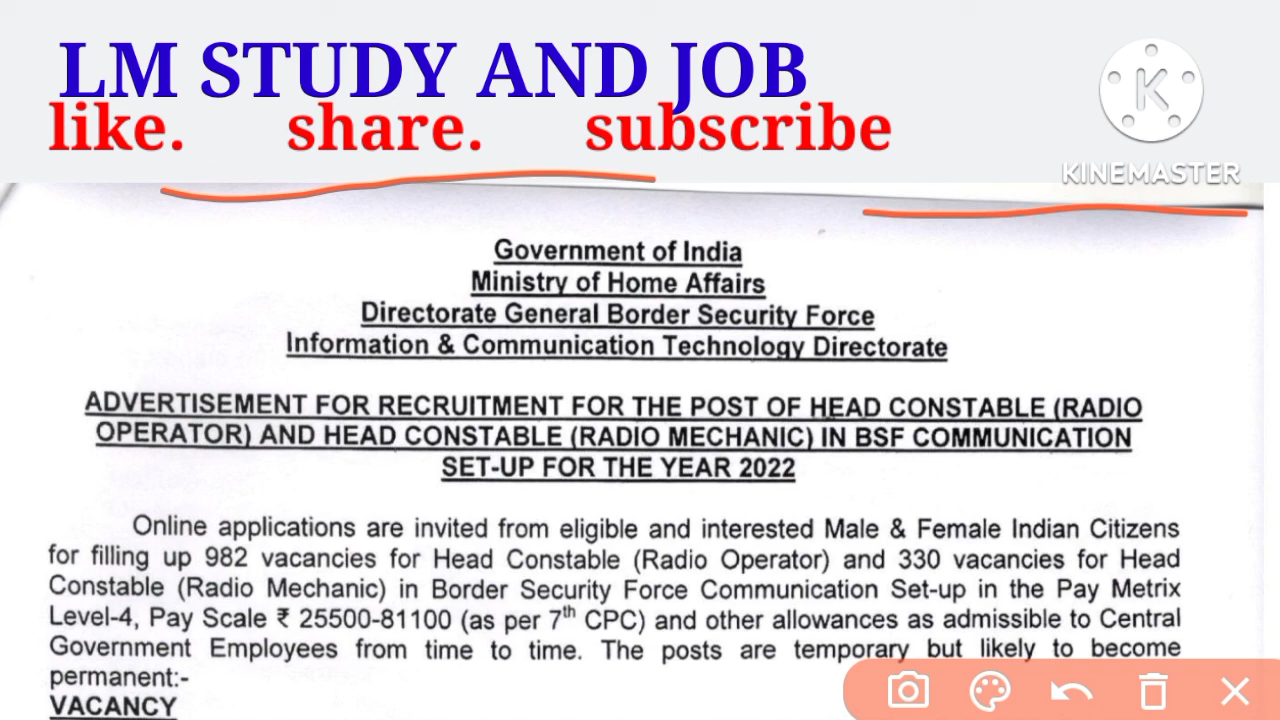 LM STUDY AND JOB
like. share. subscribe
K
KINEMASTER
Government of India
Ministry of Home Affairs
Directorate General Border Security Force
Information & Communication Technology Directorate
ADVERTISEMENT FOR RECRUITMENT FOR THE POST OF HEAD CONSTABLE (RADIO
OPERATOR) AND HEAD CONSTABLE (RADIO MECHANIC) IN BSF COMMUNICATION
SET-UP FOR THE YEAR 2022
Online applications are invited from eligible and interested Male & Female Indian Citizens
for filling up 982 vacancies for Head Constable (Radio Operator) and 330 vacancies for Head
Constable (Radio Mechanic) in Border Security Force Communication Set-up in the Pay Metrix
Level-4, Pay Scale ₹ 25500-81100 (as per 7th CPC) and other allowances as admissible to Central
Government Employees from time to time. The posts are temporary but likely to become
permanent:-
VACANCY